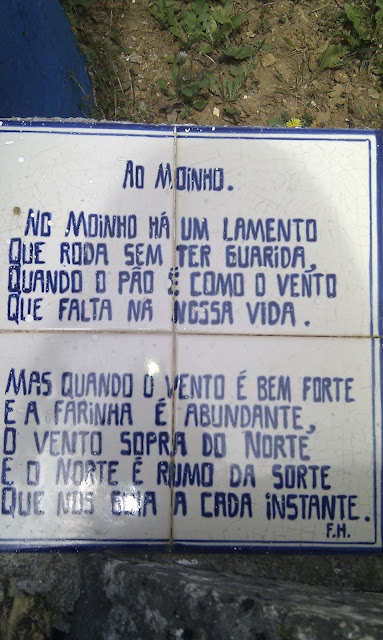 AO MOINHO.
NO MOINHO HÁ UM LAMENTO
QUE RODA SEM TER GUARIDA,
QUANDO O PÃO É COMO O VENTO
QUE FALTA NA NOSSA VIDA.
MAS QUANDO O VENTO É BEM FORTE
E A FARINHA É ABUNDANTE,
O VENTO SOPRA DO NORTE
E O NORTE É RUMO DA SORTE
QUE NOS GUIA A CADA INSTANTE.
F.H.